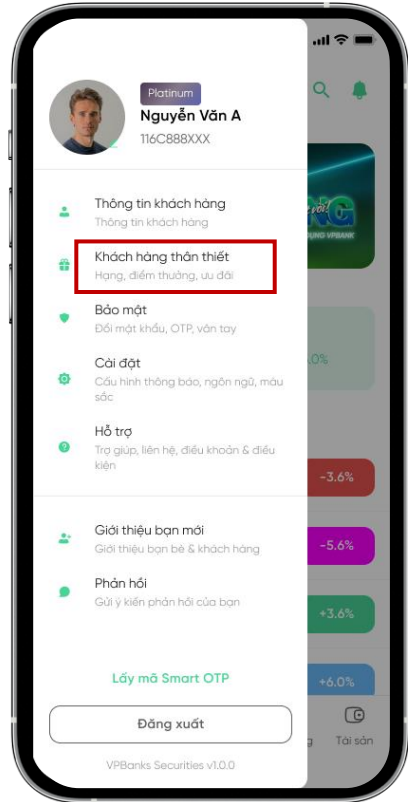 Platinum
Nguyễn Văn A
116C888XXX
Thông tin khách hàng
Thông tin khách hàng
Khách hàng thân thiết
Hạng, điểm thưởng, ưu đãi
Bảo mật
Đổi mật khẩu, OTP, vân tay
Cài đặt
Cấu hình thông báo, ngôn ngữ, màu
sắc
Hỗ trợ
Trợ giúp, liên hệ, điều khoản & điều
kiện
Giới thiệu bạn mới
Giới thiệu bạn bè & khách hàng
Phản hồi
Gửi ý kiến phản hồi của bạn
Lấy mã Smart OTP
Đăng xuất
VPBanks Securities v1.0.0
VPBANK
.0%
-3.6%
-5.6%
+3.6%
+6.0%
g
Tài sản